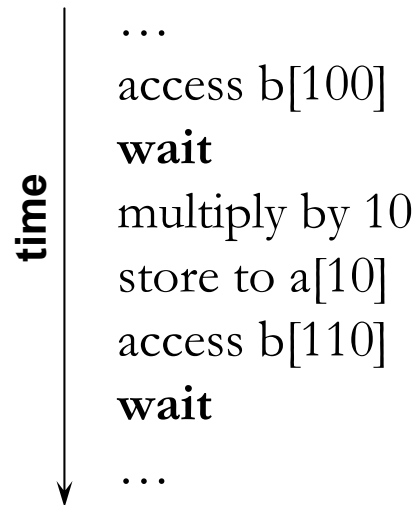 time
…
access b[100]
wait
multiply by 10
store to a[10]
access b[110]
wait
…